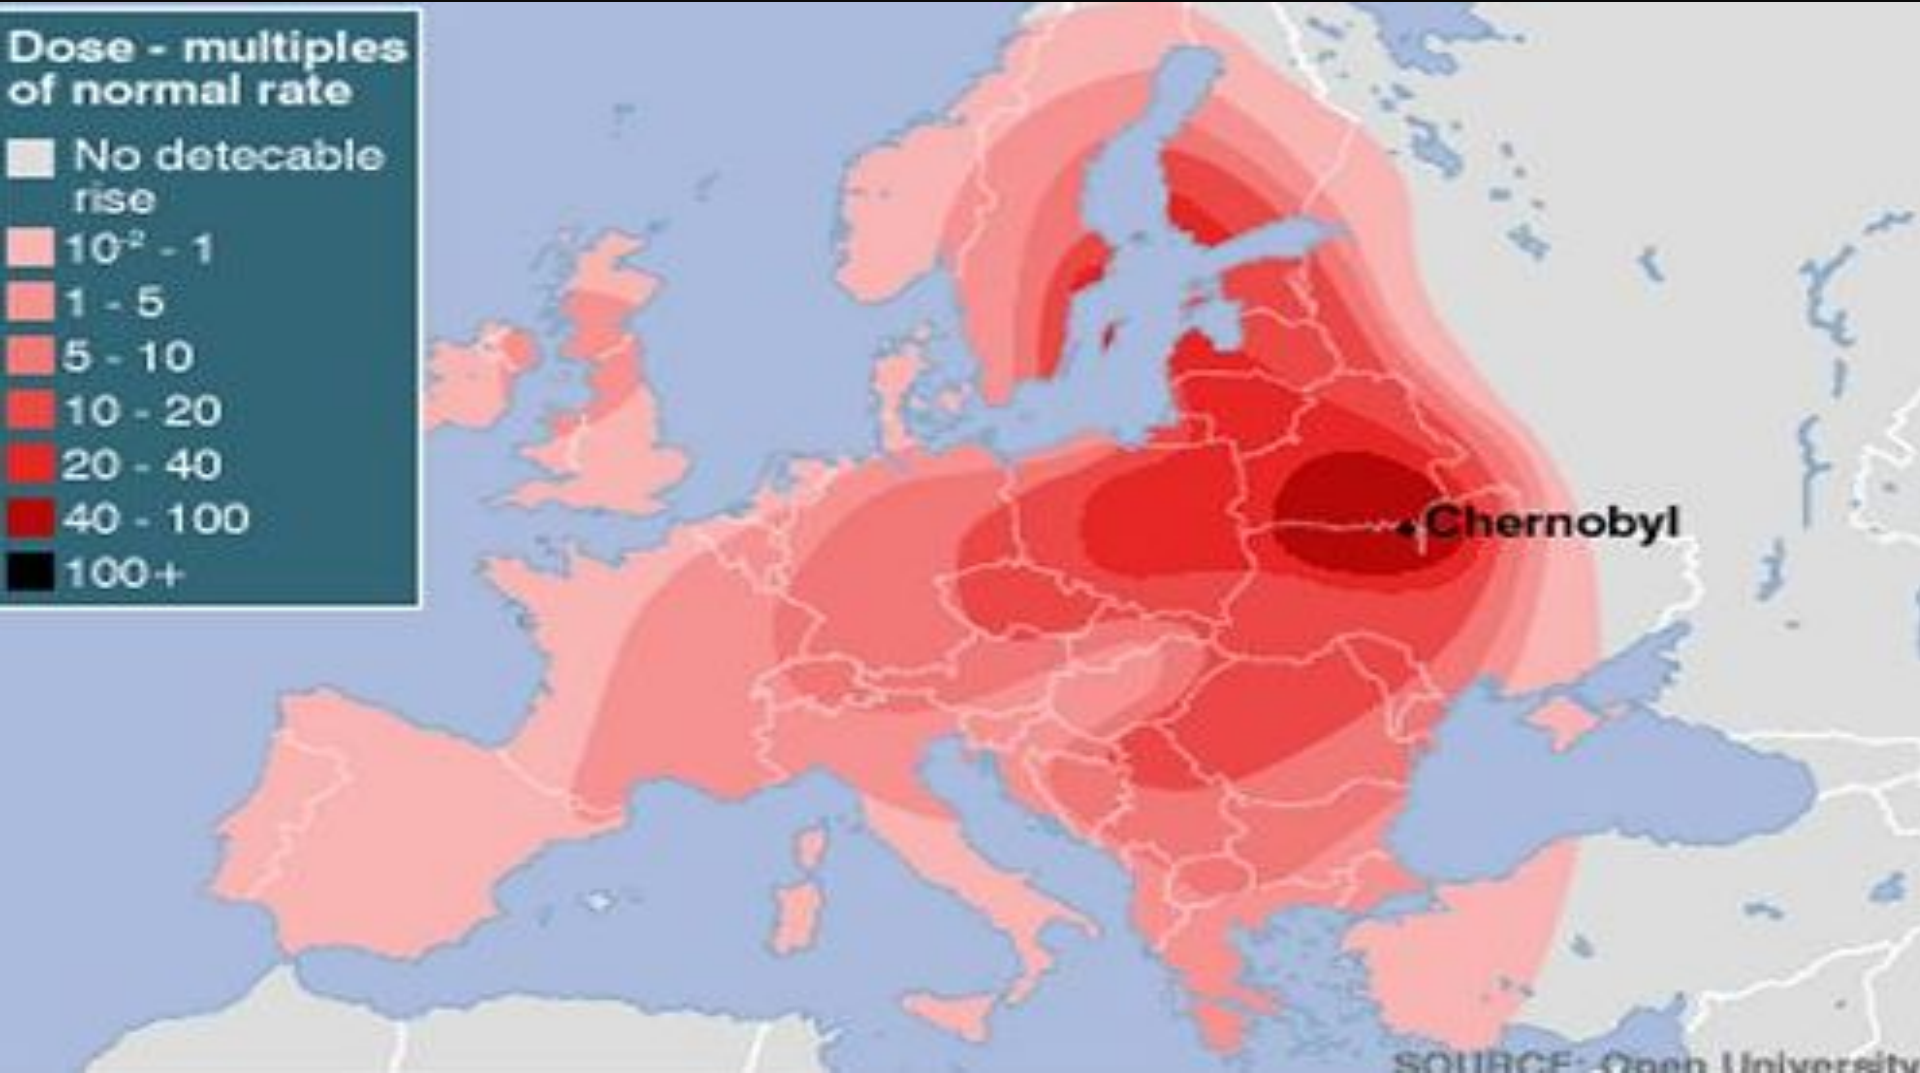 Dose - multiples
of normal rate
No detecable
rise
10⁻² - 1
1 - 5
5 - 10
10 - 20
20 - 40
40 - 100
100+
Chernobyl
SOURCE: Open University